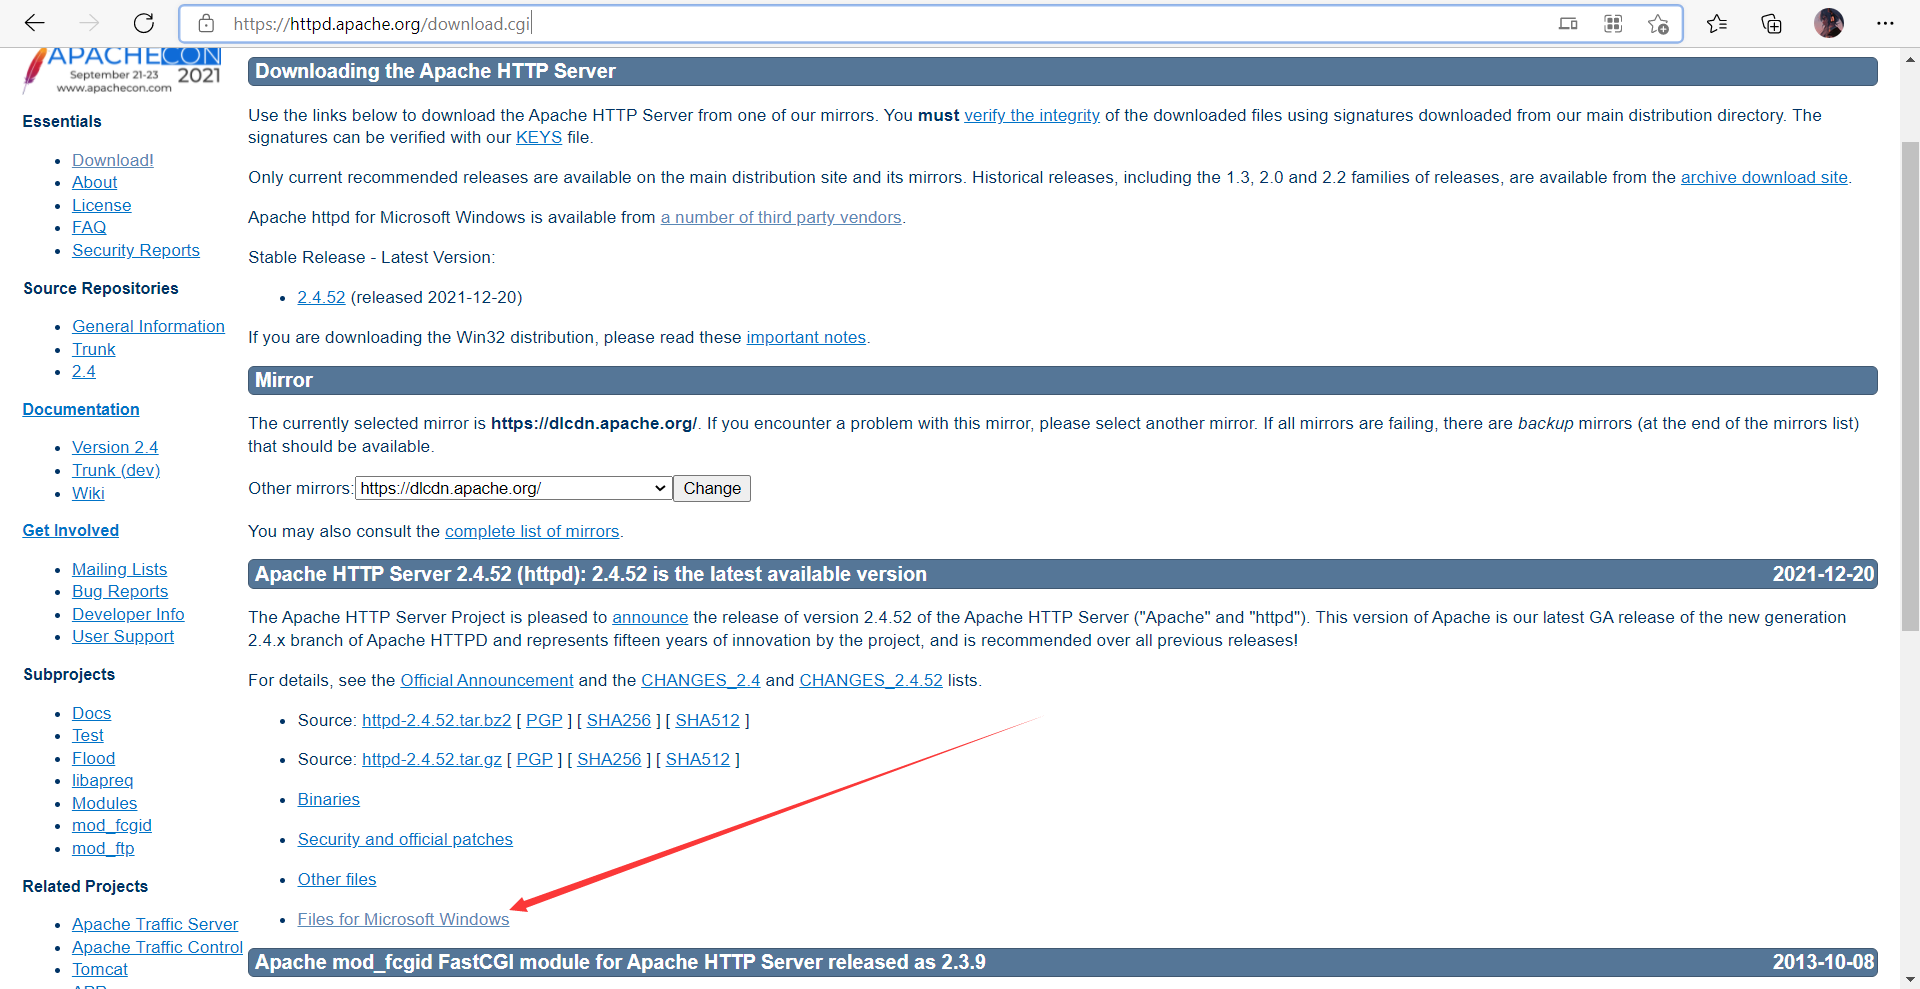 https://httpd.apache.org/download.cgi
APACHECON
September 21-23 2021
www.apachecon.com
Essentials
Download!
About
License
FAQ
Security Reports
Source Repositories
General Information
Trunk
2.4
Documentation
Version 2.4
Trunk (dev)
Wiki
Get Involved
Mailing Lists
Bug Reports
Developer Info
User Support
Subprojects
Docs
Test
Flood
libapreq
Modules
mod_fcgid
mod_ftp
Related Projects
Apache Traffic Server
Apache Traffic Control
Tomcat
Downloading the Apache HTTP Server
Use the links below to download the Apache HTTP Server from one of our mirrors. You must verify the integrity of the downloaded files using signatures downloaded from our main distribution directory. The
signatures can be verified with our KEYS file.
Only current recommended releases are available on the main distribution site and its mirrors. Historical releases, including the 1.3, 2.0 and 2.2 families of releases, are available from the archive download site.
Apache httpd for Microsoft Windows is available from a number of third party vendors.
Stable Release - Latest Version:
2.4.52 (released 2021-12-20)
If you are downloading the Win32 distribution, please read these important notes.
Mirror
The currently selected mirror is https://dlcdn.apache.org/. If you encounter a problem with this mirror, please select another mirror. If all mirrors are failing, there are backup mirrors (at the end of the mirrors list)
that should be available.
Other mirrors: https://dlcdn.apache.org/ Change
You may also consult the complete list of mirrors.
Apache HTTP Server 2.4.52 (httpd): 2.4.52 is the latest available version 2021-12-20
The Apache HTTP Server Project is pleased to announce the release of version 2.4.52 of the Apache HTTP Server ("Apache" and "httpd"). This version of Apache is our latest GA release of the new generation
2.4.x branch of Apache HTTPD and represents fifteen years of innovation by the project, and is recommended over all previous releases!
For details, see the Official Announcement and the CHANGES_2.4 and CHANGES_2.4.52 lists.
Source: httpd-2.4.52.tar.bz2 [ PGP ] [ SHA256 ] [ SHA512 ]
Source: httpd-2.4.52.tar.gz [ PGP ] [ SHA256 ] [ SHA512 ]
Binaries
Security and official patches
Other files
Files for Microsoft Windows
Apache mod_fcgid FastCGI module for Apache HTTP Server released as 2.3.9 2013-10-08